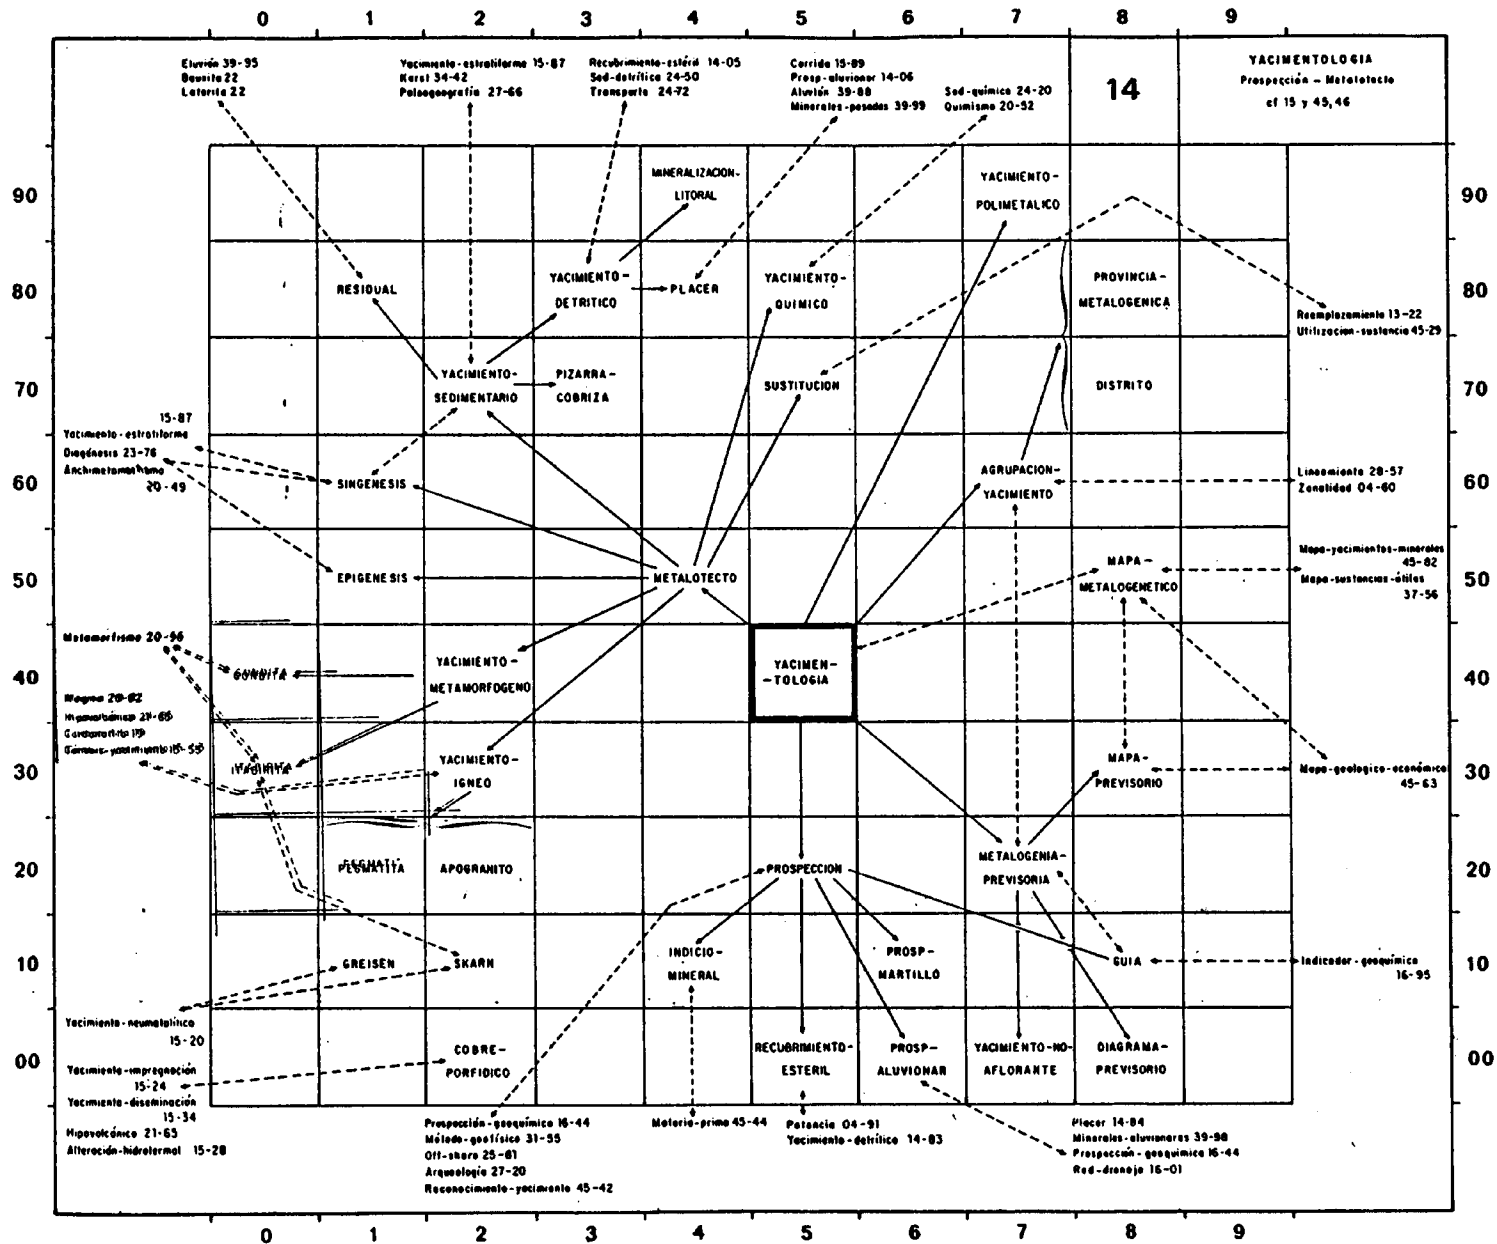 0 1 2 3 4 5 6 7 8 9
Eluvión 39-95
Bauxita 22
Laterita 22
Yacimiento-estratiforme 15-87
Karst 34-42
Paleogeografía 27-66
Recubrimiento-estéril 14-05
Sed-detrítica 24-50
Transporte 24-72
Corrida 15-89
Prosp-aluvionar 14-06
Aluvión 39-88
Minerales-pesados 39-99
Sed-química 24-20
Quimismo 20-52
14
YACIMENTOLOGIA
Prospección - Metalotecto
cf 15 y 45,46
90
MINERALIZACION-
LITORAL
YACIMIENTO-
POLIMETALICO
90
80
RESIDUAL
YACIMIENTO-
DETRITICO
PLACER
YACIMIENTO-
QUIMICO
PROVINCIA-
METALOGENICA
80
Reemplazamiento 13-22
Utilizacion-sustancia 45-29
70
YACIMIENTO-
SEDIMENTARIO
PIZARRA-
COBRIZA
SUSTITUCION
DISTRITO
70
15-87
Yacimiento-estratiforme
Diagénesis 23-76
20-49
60
SINGENESIS
AGRUPACION-
YACIMIENTO
Lineamiento 28-57
Zonalidad 04-60
60
50
EPIGENESIS
METALOTECTO
MAPA-
METALOGENETICO
Mapa-yacimientos-minerales
45-82
Mapa-sustancias-útiles
37-56
50
Metamorfismo 20-96
40
GONDITA
YACIMIENTO-
METAMORFOGENO
YACIMEN-
-TOLOGIA
40
30
ITABIRITA
YACIMIENTO-
IGNEO
MAPA-
PREVISORIO
Mapa-geologico-económico
45-63
30
20
PEGMATITA
APOGRANITO
PROSPECCION
METALOGENIA-
PREVISORIA
20
10
GREISEN
SKARN
INDICIO-
MINERAL
PROSP-
MARTILLO
GUIA
Indicador-geoquímico
16-95
10
Yacimiento-neumatolítico
15-20
00
COBRE-
PORFIDICO
RECUBRIMIENTO-
ESTERIL
PROSP-
ALUVIONAR
YACIMIENTO-NO-
AFLORANTE
DIAGRAMA-
PREVISORIO
00
Yacimiento-impregnación
15-24
Yacimiento-diseminación
15-34
Hipovolcánico 21-65
Alteración-hidrotermal 15-28
Prospección-geoquímica 16-44
Método-geofísico 31-55
Off-shore 25-81
Arqueología 27-20
Reconocimiento-yacimiento 45-42
Materia-prima 45-44
Potencia 04-91
Yacimiento-detrítico 14-83
Placer 14-84
Minerales-aluvionares 39-98
Prospección-geoquímica 16-44
Red-drenaje 16-01
0 1 2 3 4 5 6 7 8 9